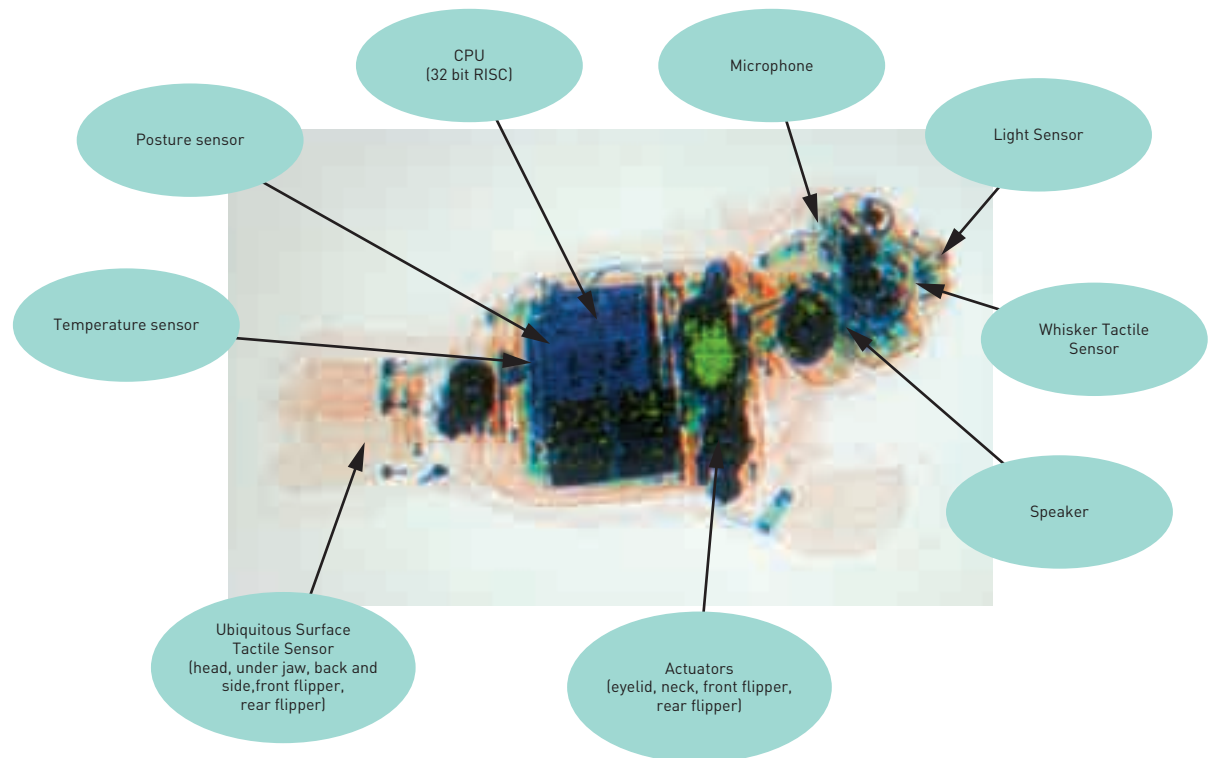 CPU
(32 bit RISC)
Microphone
Posture sensor
Light Sensor
Temperature sensor
Whisker Tactile
Sensor
Speaker
Ubiquitous Surface
Tactile Sensor
(head, under jaw, back and
side,front flipper,
rear flipper)
Actuators
(eyelid, neck, front flipper,
rear flipper)